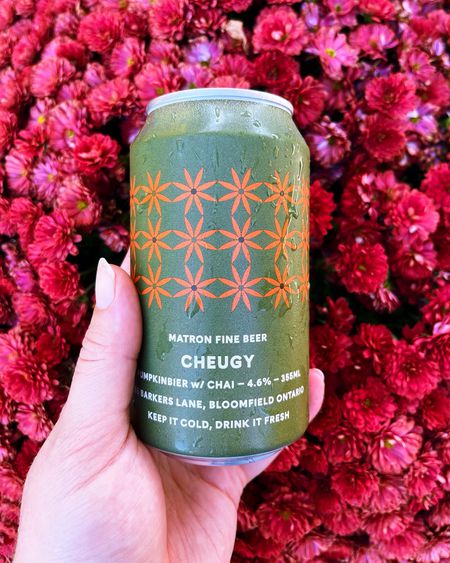 MATRON FINE BEER
CHEUGY
UMPKINBIER w/ CHAI – 4.6% – 355ML
BARKERS LANE, BLOOMFIELD ONTARIO
KEEP IT COLD, DRINK IT FRESH